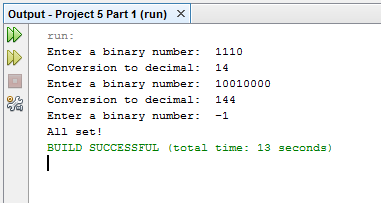 Output - Project 5 Part 1 (run) ×
run:
Enter a binary number:  1110
Conversion to decimal:  14
Enter a binary number:  10010000
Conversion to decimal:  144
Enter a binary number:  -1
All set!
BUILD SUCCESSFUL (total time: 13 seconds)